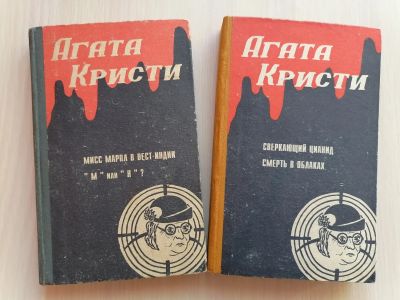 Агата
Кристи
МИСС МАРПЛ В ВЕСТ-ИНДИИ
"М" ИЛИ "Н"?
Агата
Кристи
СВЕРКАЮЩИЙ ЦИАНИД
СМЕРТЬ В ОБЛАКАХ